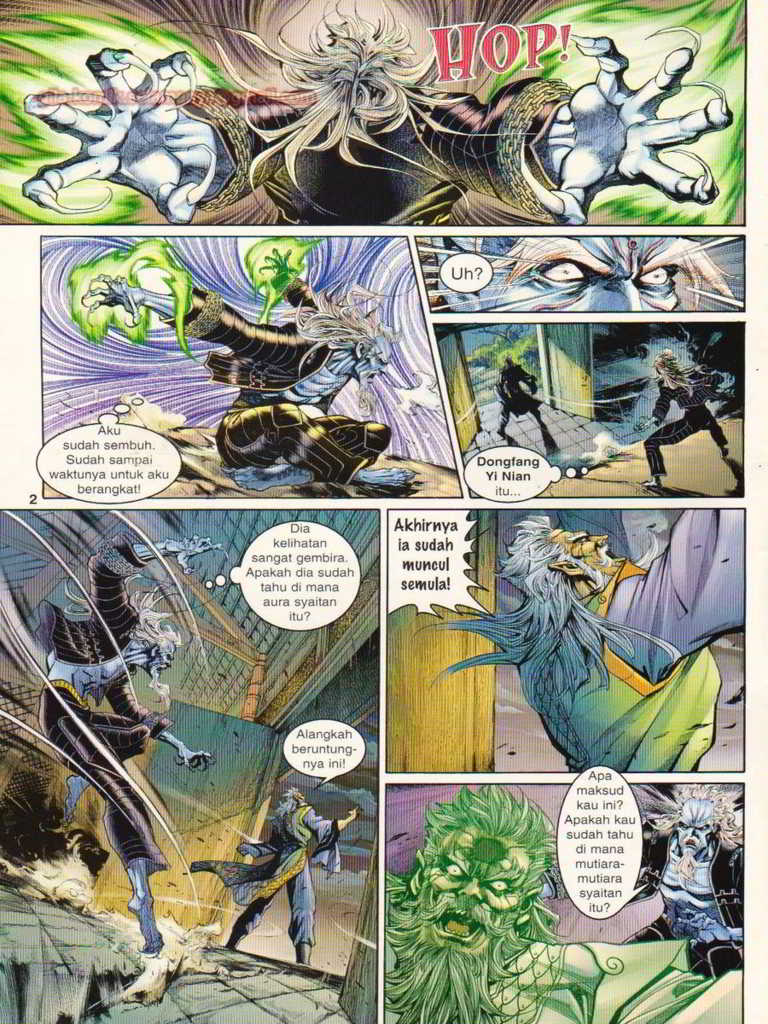 HOP!
Uh?
Aku
sudah sembuh.
Sudah sampai
waktunya untuk aku
berangkat!
Dongfang
Yi Nian
itu...
2
Dia
kelihatan
sangat gembira.
Apakah dia sudah
tahu di mana
aura syaitan
itu?
Alangkah
beruntung-
nya ini!
Akhirnya
ia sudah
muncul
semula!
Apa
maksud
kau ini?
Apakah kau
sudah tahu
di mana
mutiara-
mutiara
syaitan
itu?